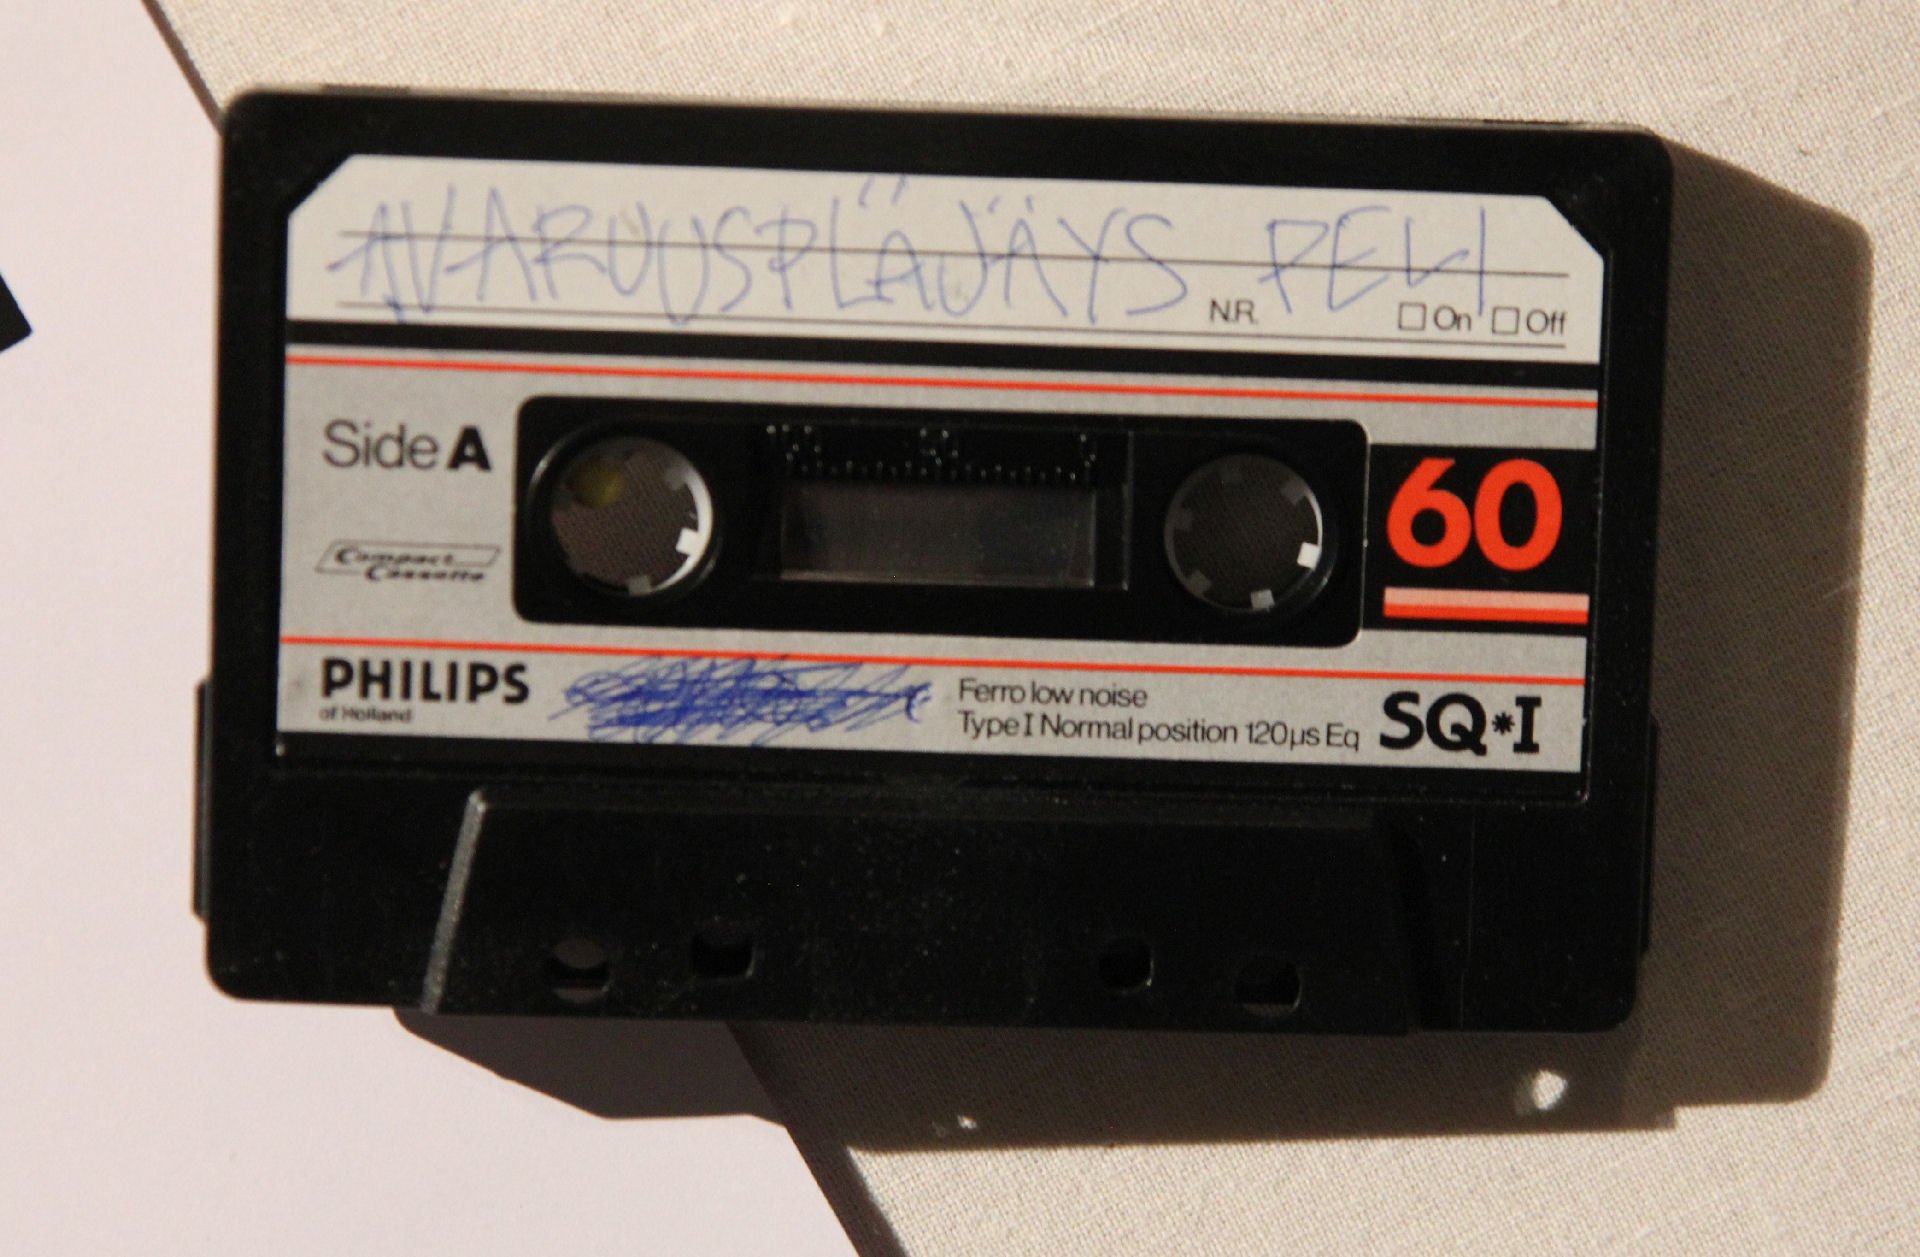 AVARUUSPLÄJÄYS PELI
N.R. On Off
Side A
60
Compact
Cassette
PHILIPS
of Holland
Ferro low noise
Type I Normal position 120µs Eq
SQ*I